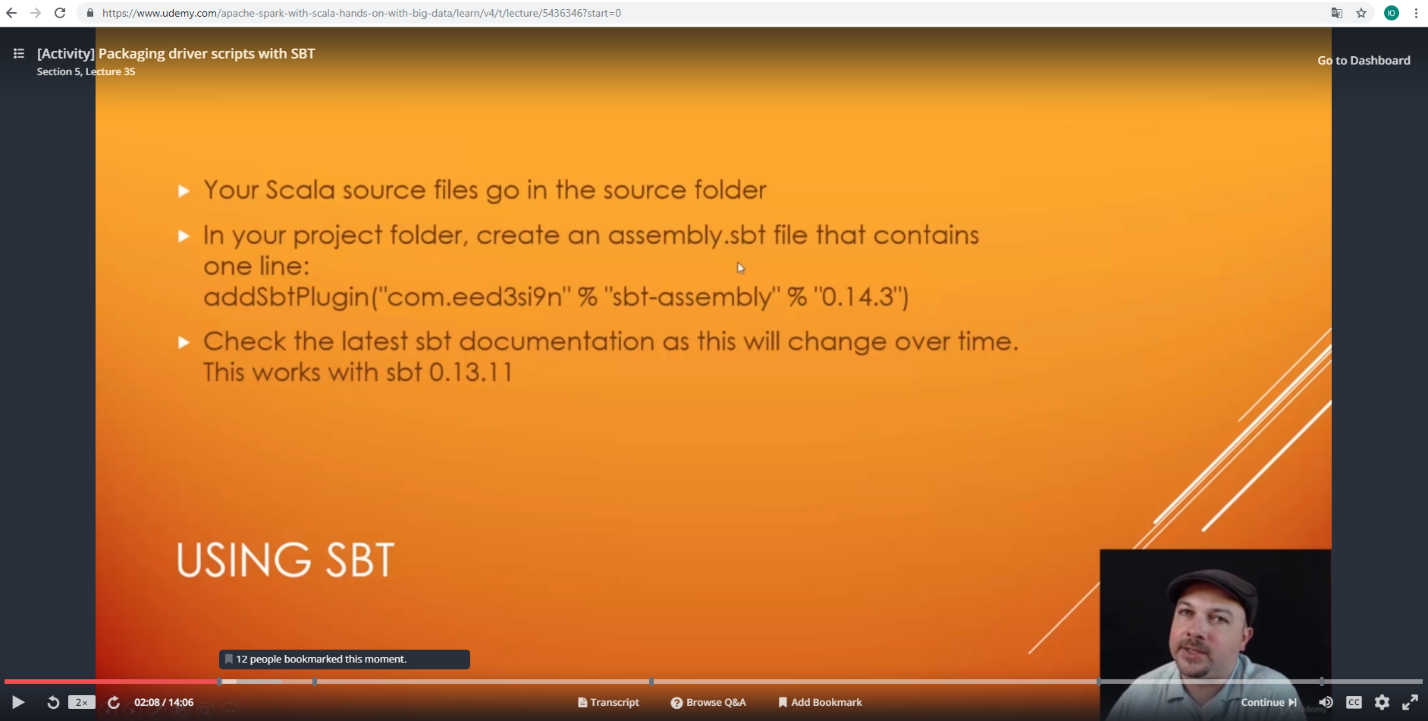 https://www.udemy.com/apache-spark-with-scala-hands-on-with-big-data/learn/v4/t/lecture/5436346?start=0
Ю
[Activity] Packaging driver scripts with SBT
Section 5, Lecture 35
Go to Dashboard
Your Scala source files go in the source folder
In your project folder, create an assembly.sbt file that contains
one line:
addSbtPlugin("com.eed3si9n" % "sbt-assembly" % "0.14.3")
Check the latest sbt documentation as this will change over time.
This works with sbt 0.13.11
USING SBT
12 people bookmarked this moment.
2x
02:08 / 14:06
Transcript
Browse Q&A
Add Bookmark
Continue
CC